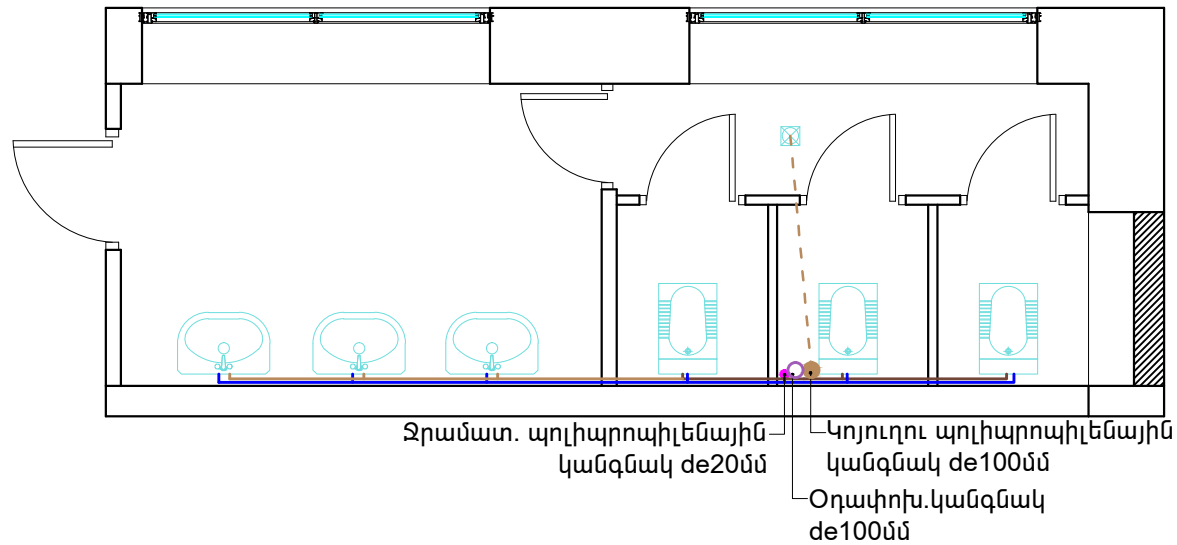 Ջրամատ. պոլիպրոպիլենային
կանգնակ de20մմ
Կոյուղու պոլիպրոպիլենային
կանգնակ de100մմ
Օդափոխ.կանգնակ
de100մմ